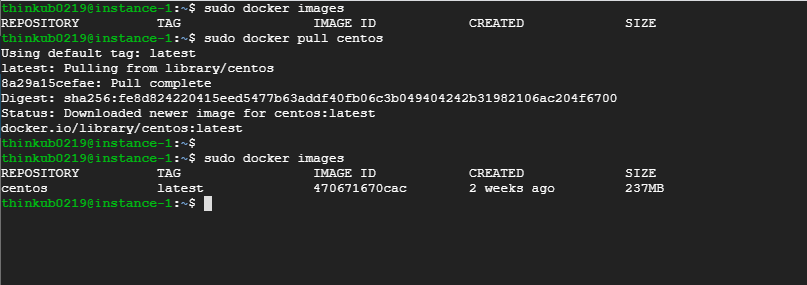 thinkub0219@instance-1:~$ sudo docker images
REPOSITORY TAG IMAGE ID CREATED SIZE
thinkub0219@instance-1:~$ sudo docker pull centos
Using default tag: latest
latest: Pulling from library/centos
8a29a15cefae: Pull complete
Digest: sha256:fe8d824220415eed5477b63addf40fb06c3b049404242b31982106ac204f6700
Status: Downloaded newer image for centos:latest
docker.io/library/centos:latest
thinkub0219@instance-1:~$
thinkub0219@instance-1:~$ sudo docker images
REPOSITORY TAG IMAGE ID CREATED SIZE
centos latest 470671670cac 2 weeks ago 237MB
thinkub0219@instance-1:~$